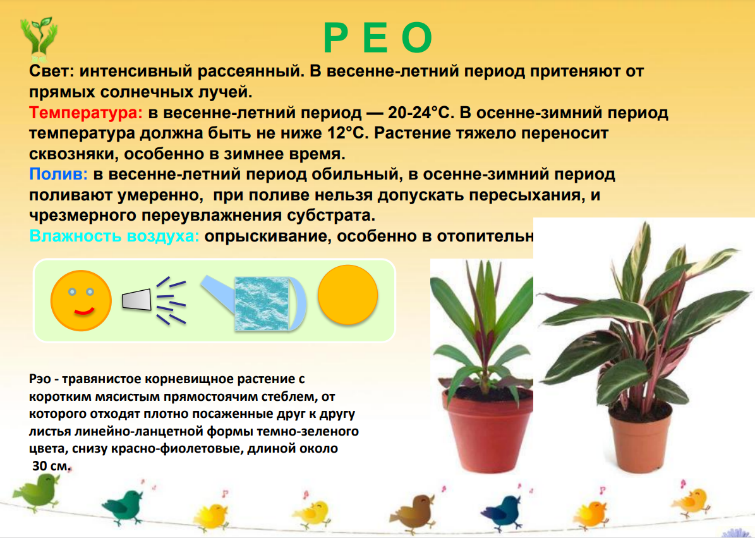 Р Е О
Свет: интенсивный рассеянный. В весенне-летний период притеняют от
прямых солнечных лучей.
Температура: в весенне-летний период — 20-24°C. В осенне-зимний период
температура должна быть не ниже 12°C. Растение тяжело переносит
сквозняки, особенно в зимнее время.
Полив: в весенне-летний период обильный, в осенне-зимний период
поливают умеренно, при поливе нельзя допускать пересыхания, и
чрезмерного переувлажнения субстрата.
Влажность воздуха: опрыскивание, особенно в отопительн
Рэо - травянистое корневищное растение с
коротким мясистым прямостоячим стеблем, от
которого отходят плотно посаженные друг к другу
листья линейно-ланцетной формы темно-зеленого
цвета, снизу красно-фиолетовые, длиной около
30 см.